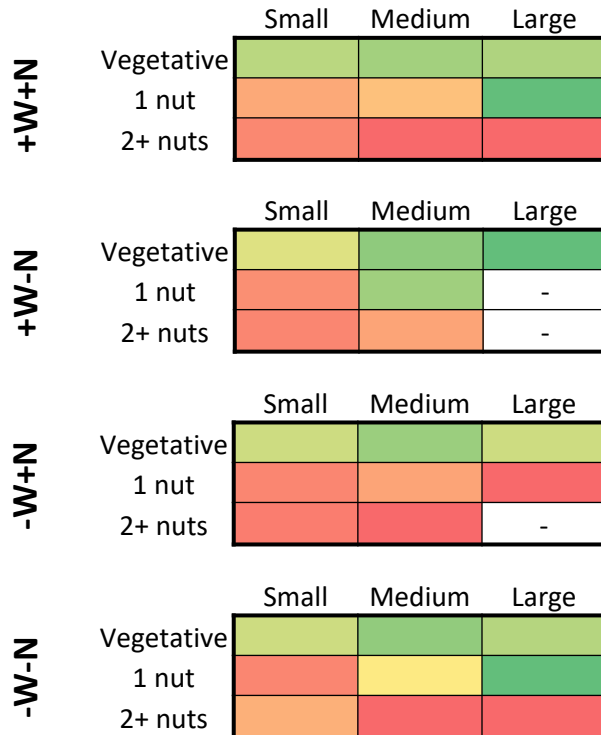 Small Medium Large
+W+N
Vegetative
1 nut
2+ nuts
Small Medium Large
+W-N
Vegetative
1 nut -
2+ nuts -
Small Medium Large
-W+N
Vegetative
1 nut
2+ nuts -
Small Medium Large
-W-N
Vegetative
1 nut
2+ nuts